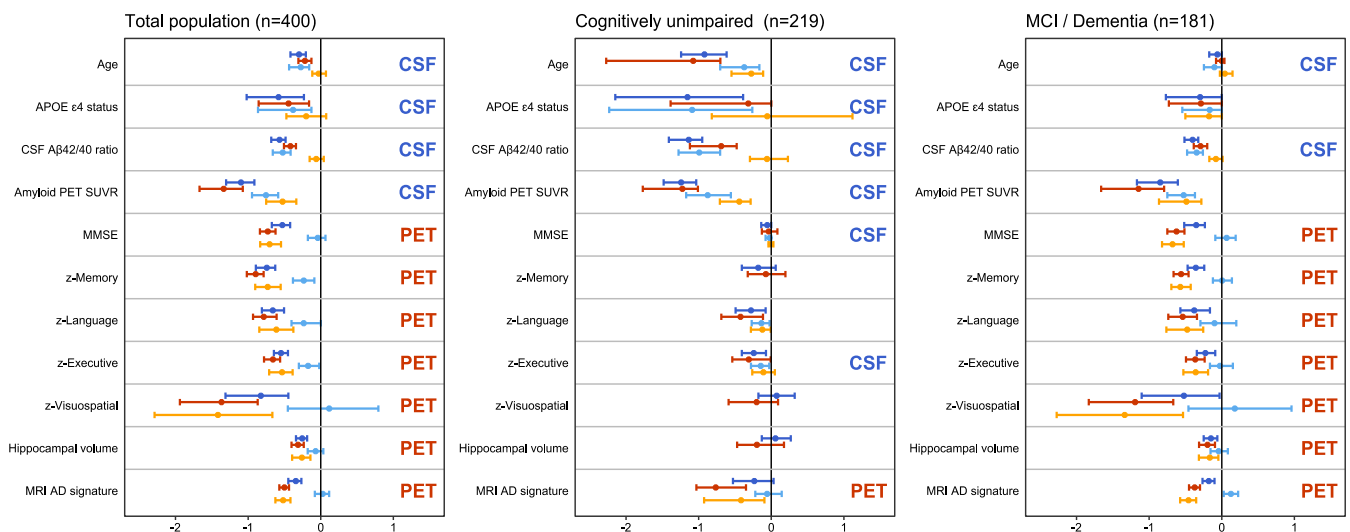 Total population (n=400)
Age CSF
APOE ε4 status CSF
CSF Aβ42/40 ratio CSF
Amyloid PET SUVR CSF
MMSE PET
z-Memory PET
z-Language PET
z-Executive PET
z-Visuospatial PET
Hippocampal volume PET
MRI AD signature PET
-2 -1 0 1
Cognitively unimpaired (n=219)
Age CSF
APOE ε4 status CSF
CSF Aβ42/40 ratio CSF
Amyloid PET SUVR CSF
MMSE CSF
z-Memory
z-Language
z-Executive CSF
z-Visuospatial
Hippocampal volume
MRI AD signature PET
-2 -1 0 1
MCI / Dementia (n=181)
Age CSF
APOE ε4 status
CSF Aβ42/40 ratio CSF
Amyloid PET SUVR
MMSE PET
z-Memory PET
z-Language PET
z-Executive PET
z-Visuospatial PET
Hippocampal volume PET
MRI AD signature PET
-2 -1 0 1